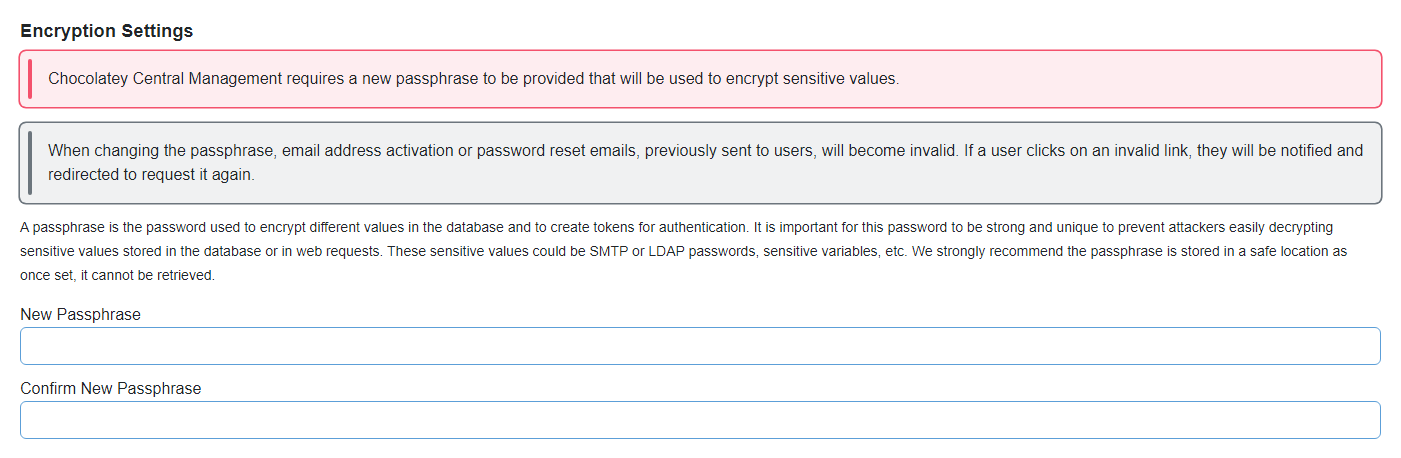 Encryption Settings
Chocolatey Central Management requires a new passphrase to be provided that will be used to encrypt sensitive values.
When changing the passphrase, email address activation or password reset emails, previously sent to users, will become invalid. If a user clicks on an invalid link, they will be notified and
redirected to request it again.
A passphrase is the password used to encrypt different values in the database and to create tokens for authentication. It is important for this password to be strong and unique to prevent attackers easily decrypting
sensitive values stored in the database or in web requests. These sensitive values could be SMTP or LDAP passwords, sensitive variables, etc. We strongly recommend the passphrase is stored in a safe location as
once set, it cannot be retrieved.
New Passphrase
Confirm New Passphrase